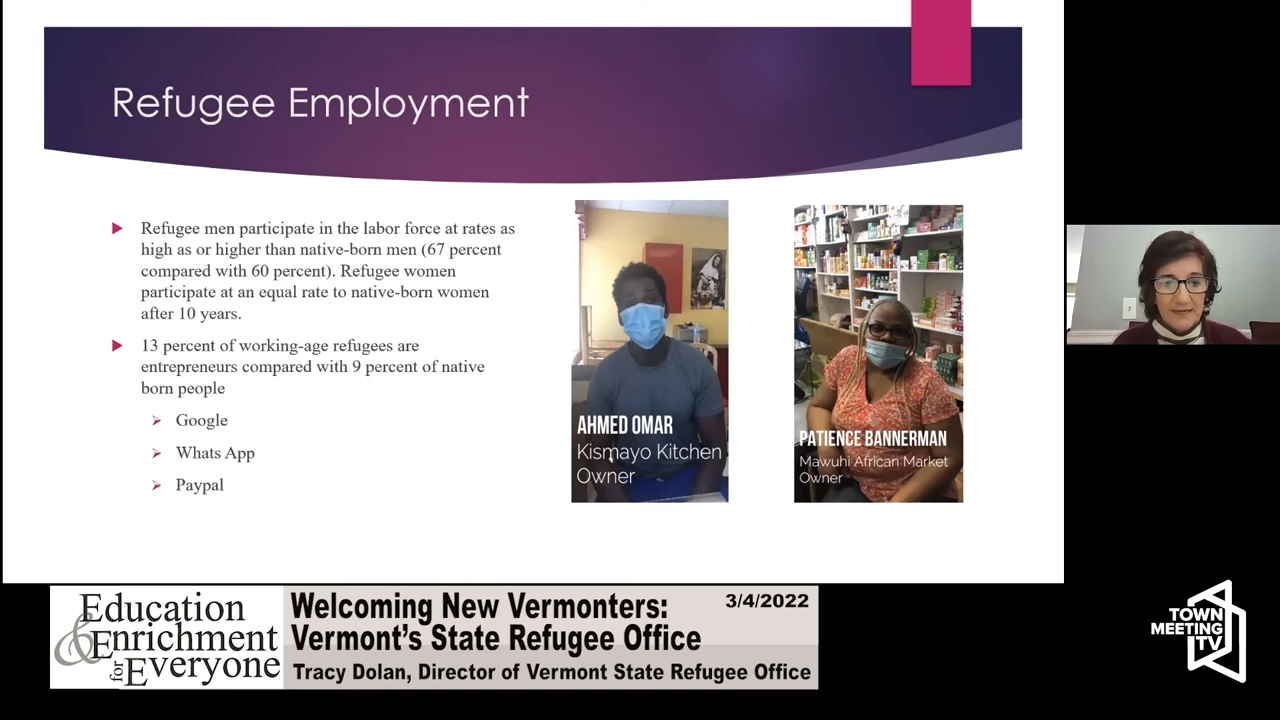 Refugee Employment
Refugee men participate in the labor force at rates as
high as or higher than native-born men (67 percent
compared with 60 percent). Refugee women
participate at an equal rate to native-born women
after 10 years.
13 percent of working-age refugees are
entrepreneurs compared with 9 percent of native
born people
Google
Whats App
Paypal
AHMED OMAR
Kismayo Kitchen
Owner
PATIENCE BANNERMAN
Mawuhi African Market
Owner
Education
& Enrichment
for Everyone
Welcoming New Vermonters:
Vermont's State Refugee Office
3/4/2022
Tracy Dolan, Director of Vermont State Refugee Office
TOWN
MEETING
TV